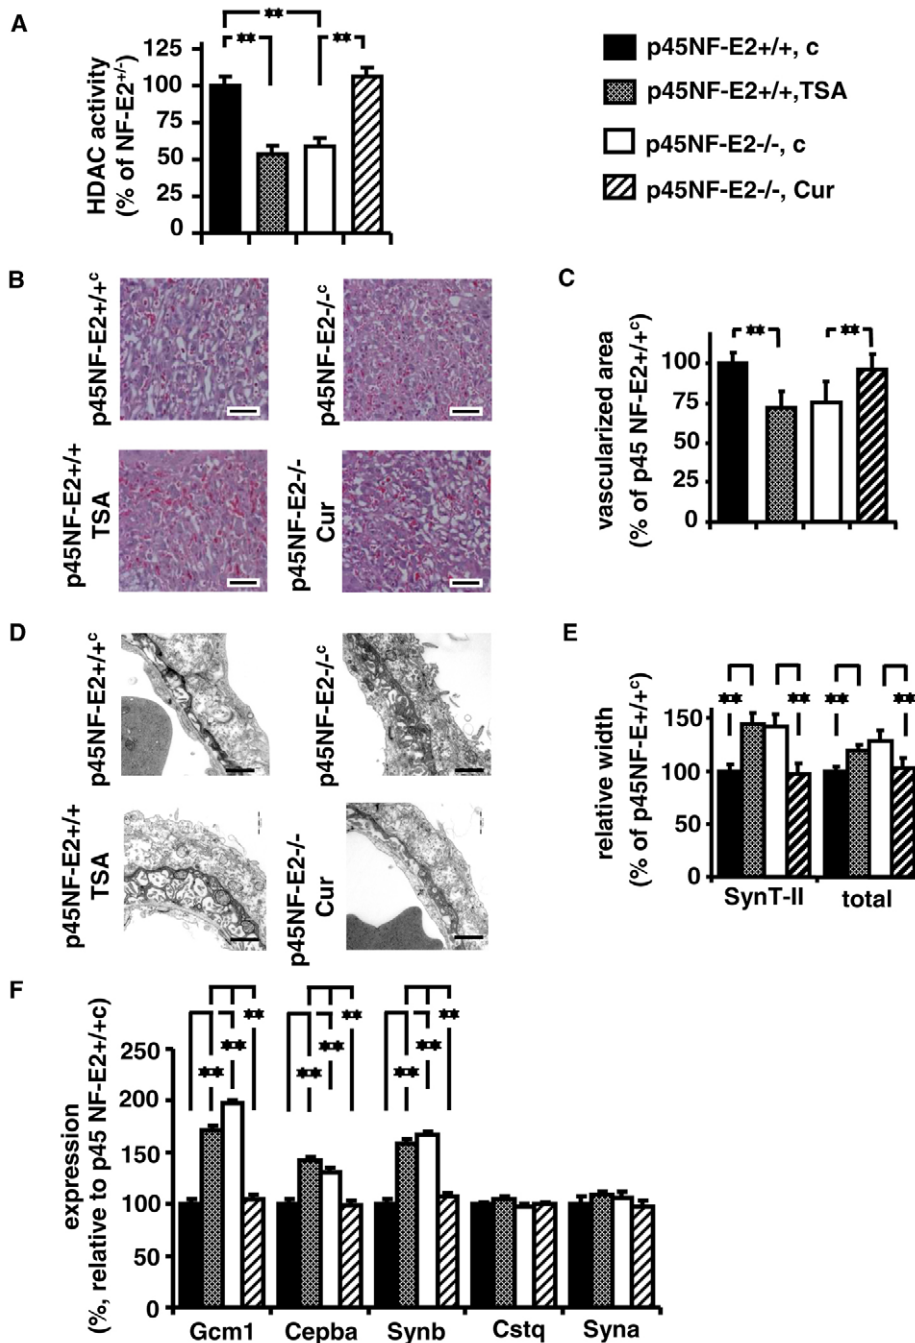 A
HDAC activity
(% of NF-E2+/-)
125
100
75
50
25
0
** 
**
**
p45NF-E2+/+, c
p45NF-E2+/+,TSA
p45NF-E2-/-, c
p45NF-E2-/-, Cur
B
p45NF-E2+/+c
p45NF-E2-/-c
p45NF-E2+/+
TSA
p45NF-E2-/-
Cur
C
vascularized area
(% of p45 NF-E2+/+c)
100
75
50
25
0
**
**
D
p45NF-E2+/+c
p45NF-E2-/-c
p45NF-E2+/+
TSA
p45NF-E2-/-
Cur
E
relative width
(% of p45NF-E+/+c)
150
100
50
0
** ** ** **
SynT-II total
F
expression
(%, relative to p45 NF-E2+/+c)
250
200
150
100
50
0
** ** **
** ** **
** ** **
Gcm1 Cepba Synb Cstq Syna